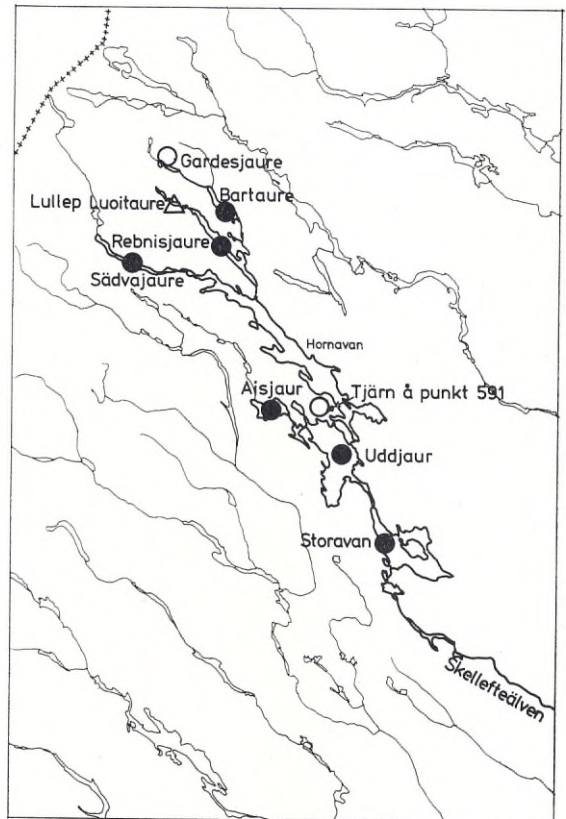 Gardesjaure
Bartaure
Lullep Luoitaure
Rebnisjaure
Sädvajaure
Hornavan
Aisjaur
Tjärn å punkt 591
Uddjaur
Storavan
Skellefteälven